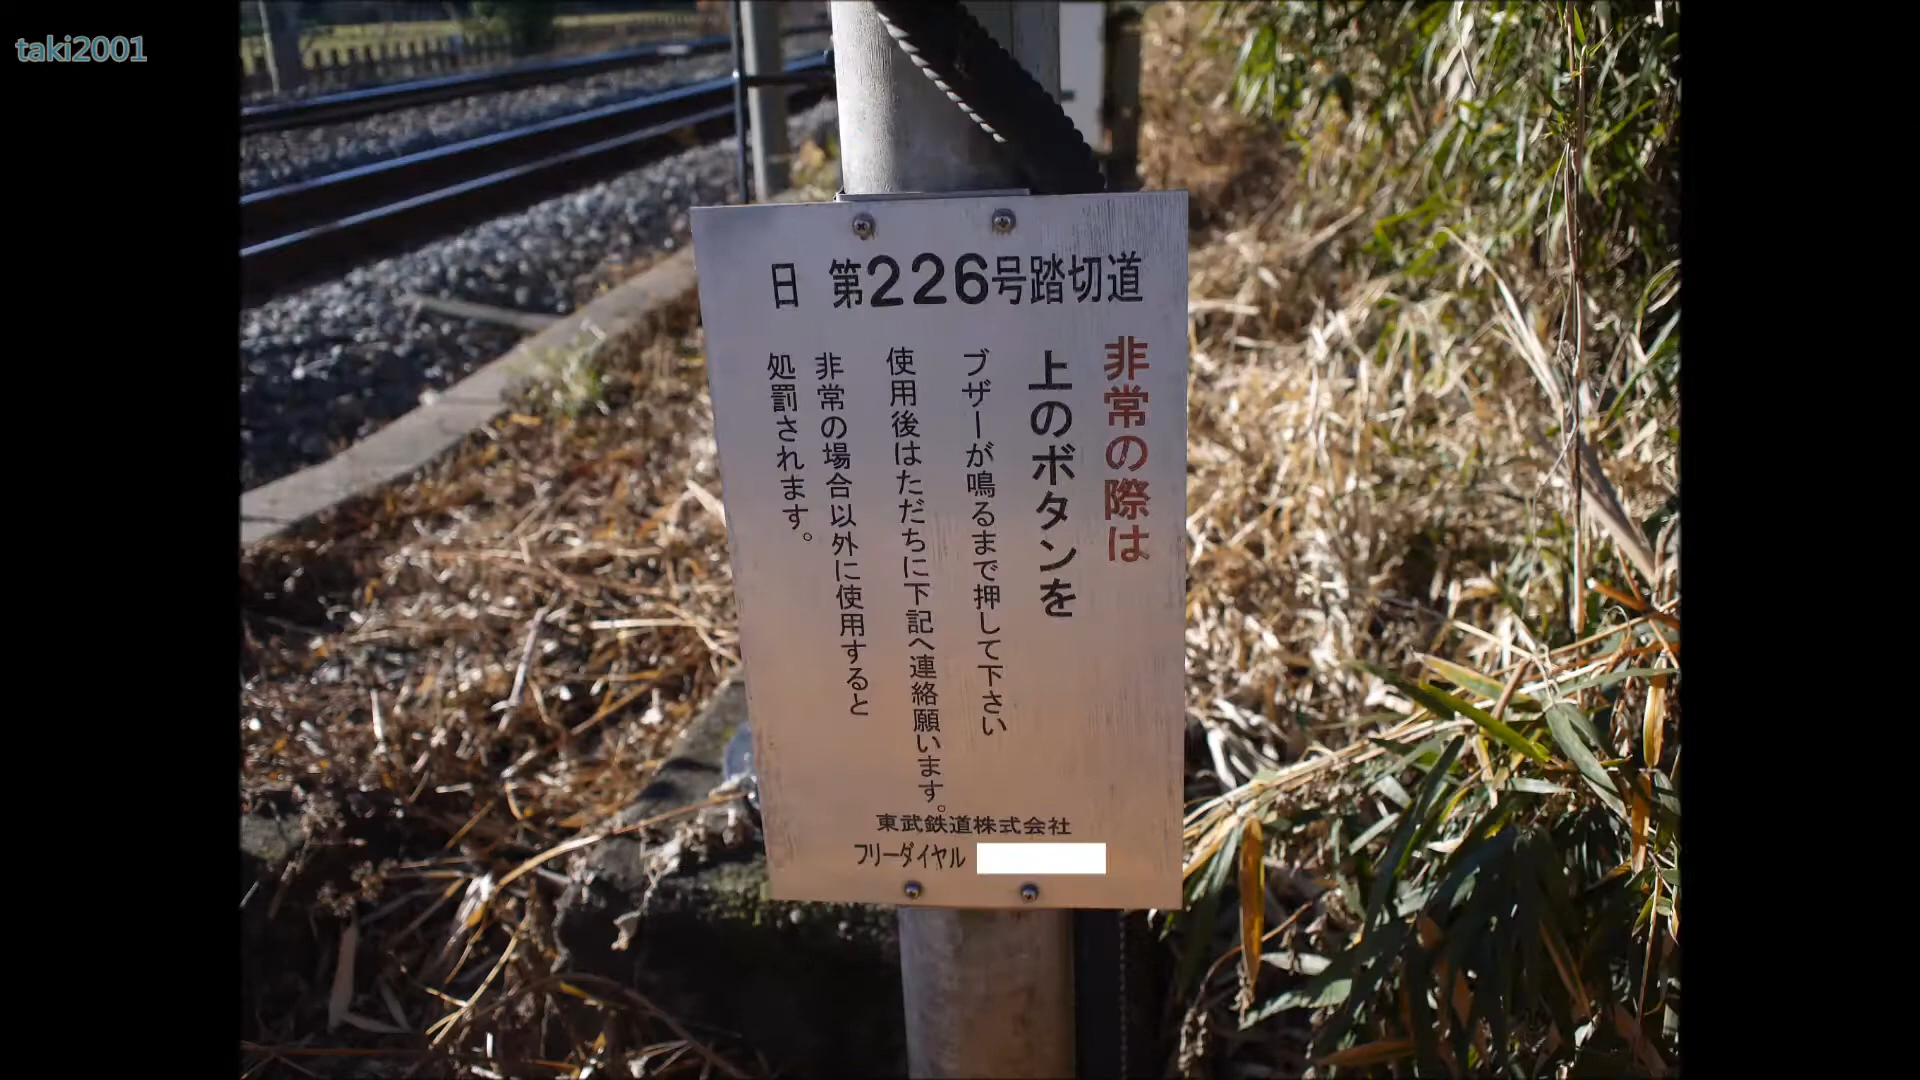 taki2001
日 第226号踏切道
非常の際は
上のボタンを
ブザーが鳴るまで押して下さい
使用後はただちに下記へ連絡願います。
非常の場合以外に使用すると
処罰されます。
東武鉄道株式会社
フリーダイヤル